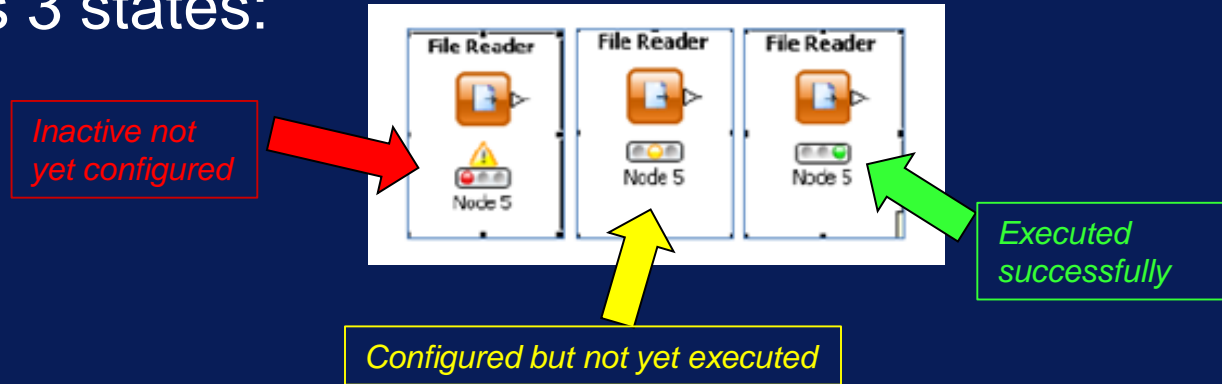 s 3 states:
File Reader File Reader File Reader
Inactive not
yet configured
Node 5 Node 5 Node 5
Executed
successfully
Configured but not yet executed